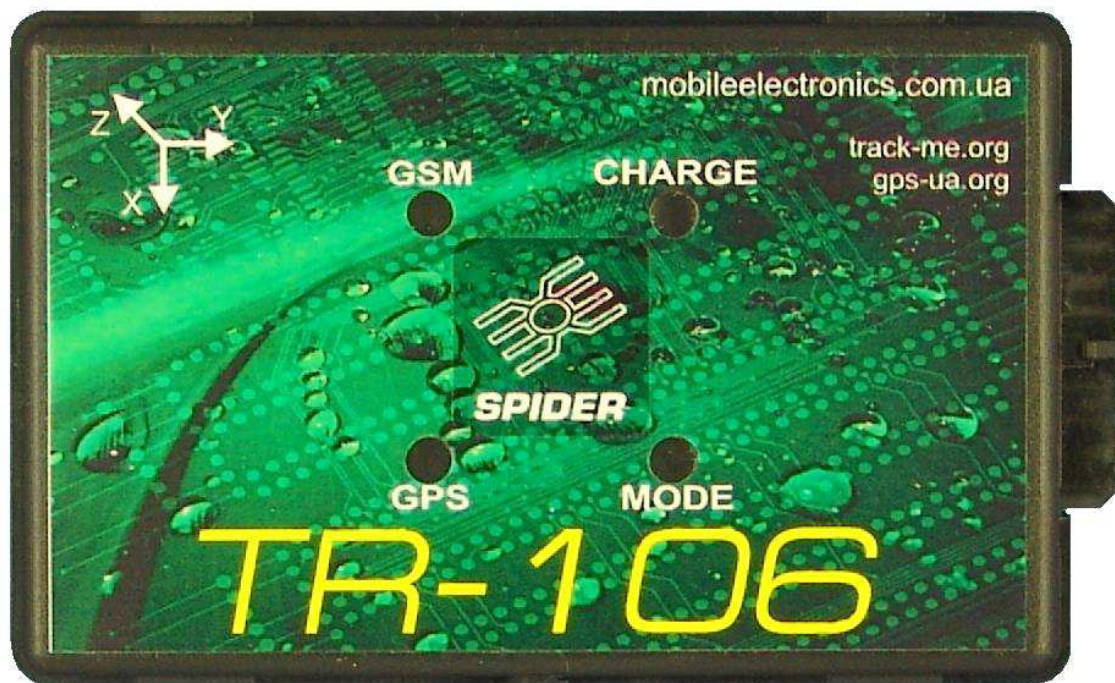 mobileelectronics.com.ua
track-me.org
gps-ua.org
Z
Y
X
GSM
CHARGE
SPIDER
GPS
MODE
TR-106